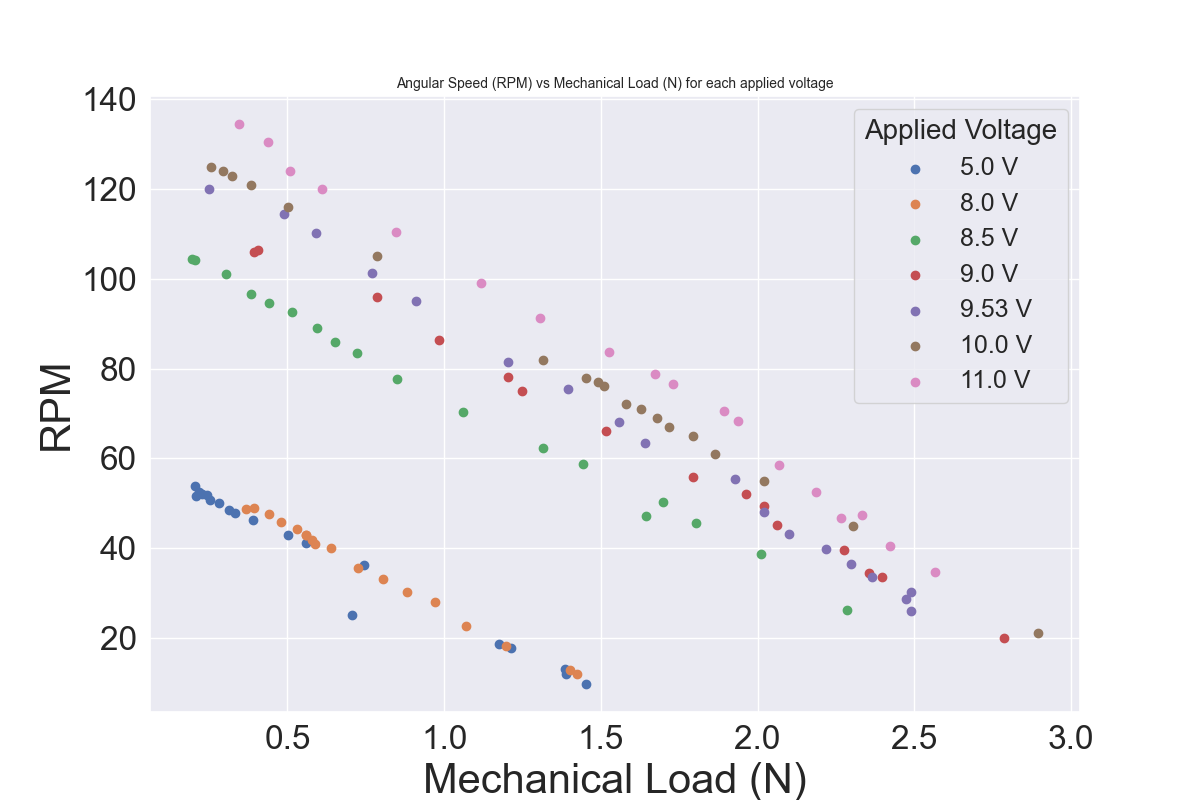 Angular Speed (RPM) vs Mechanical Load (N) for each applied voltage
140
120
100
80
60
40
20
RPM
Applied Voltage
5.0 V
8.0 V
8.5 V
9.0 V
9.53 V
10.0 V
11.0 V
0.5 1.0 1.5 2.0 2.5 3.0
Mechanical Load (N)